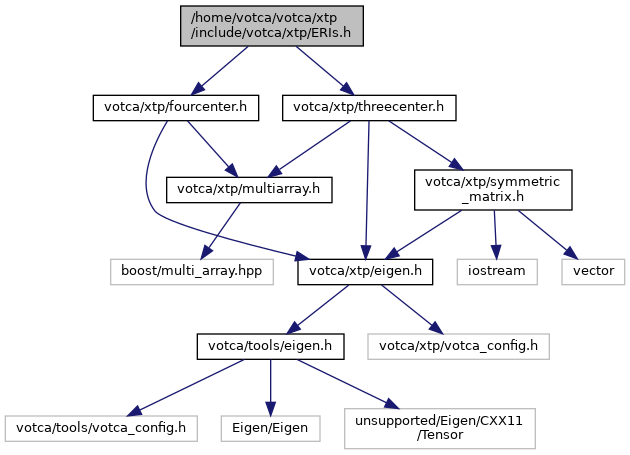 /home/votca/votca/xtp
/include/votca/xtp/ERIs.h
votca/xtp/fourcenter.h
votca/xtp/threecenter.h
votca/xtp/multiarray.h
votca/xtp/symmetric
_matrix.h
boost/multi_array.hpp
votca/xtp/eigen.h
iostream
vector
votca/tools/eigen.h
votca/xtp/votca_config.h
votca/tools/votca_config.h
Eigen/Eigen
unsupported/Eigen/CXX11
/Tensor